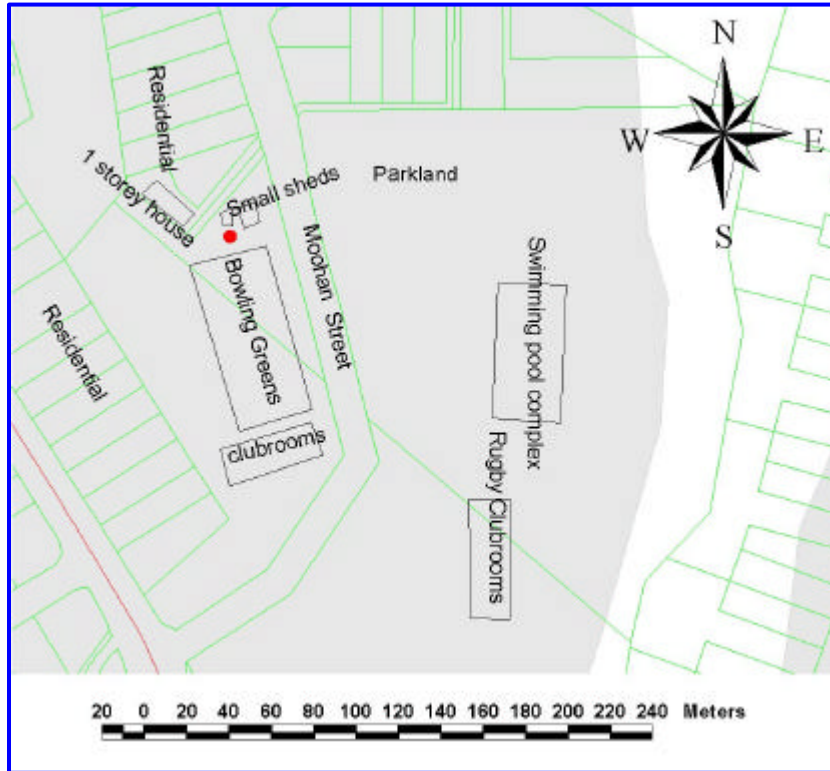 N
W
E
S
Residential
1 storey house
Small sheds
Parkland
Moohan Street
Bowling Greens
Swimming pool complex
Residential
clubrooms
Rugby Clubrooms
20 0 20 40 60 80 100 120 140 160 180 200 220 240 Meters